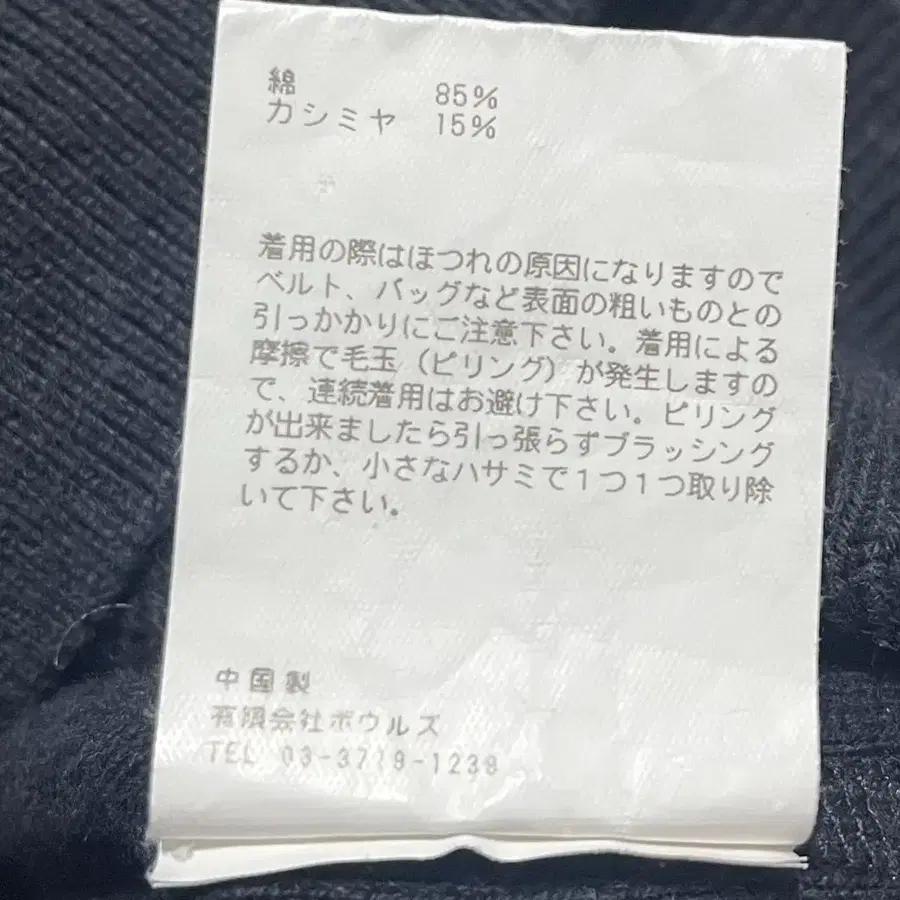 綿 85%
カシミヤ 15%
着用の際はほつれの原因になりますので
ベルト、バッグなど表面の粗いものとの
引っかかりにご注意下さい。着用による
摩擦で毛玉（ピリング）が発生しますの
で、連続着用はお避け下さい。ピリング
が出来ましたら引っ張らずブラッシング
するか、小さなハサミで1つ1つ取り除
いて下さい。
中国製
有限会社ボウルズ
TEL 03-3719-1238